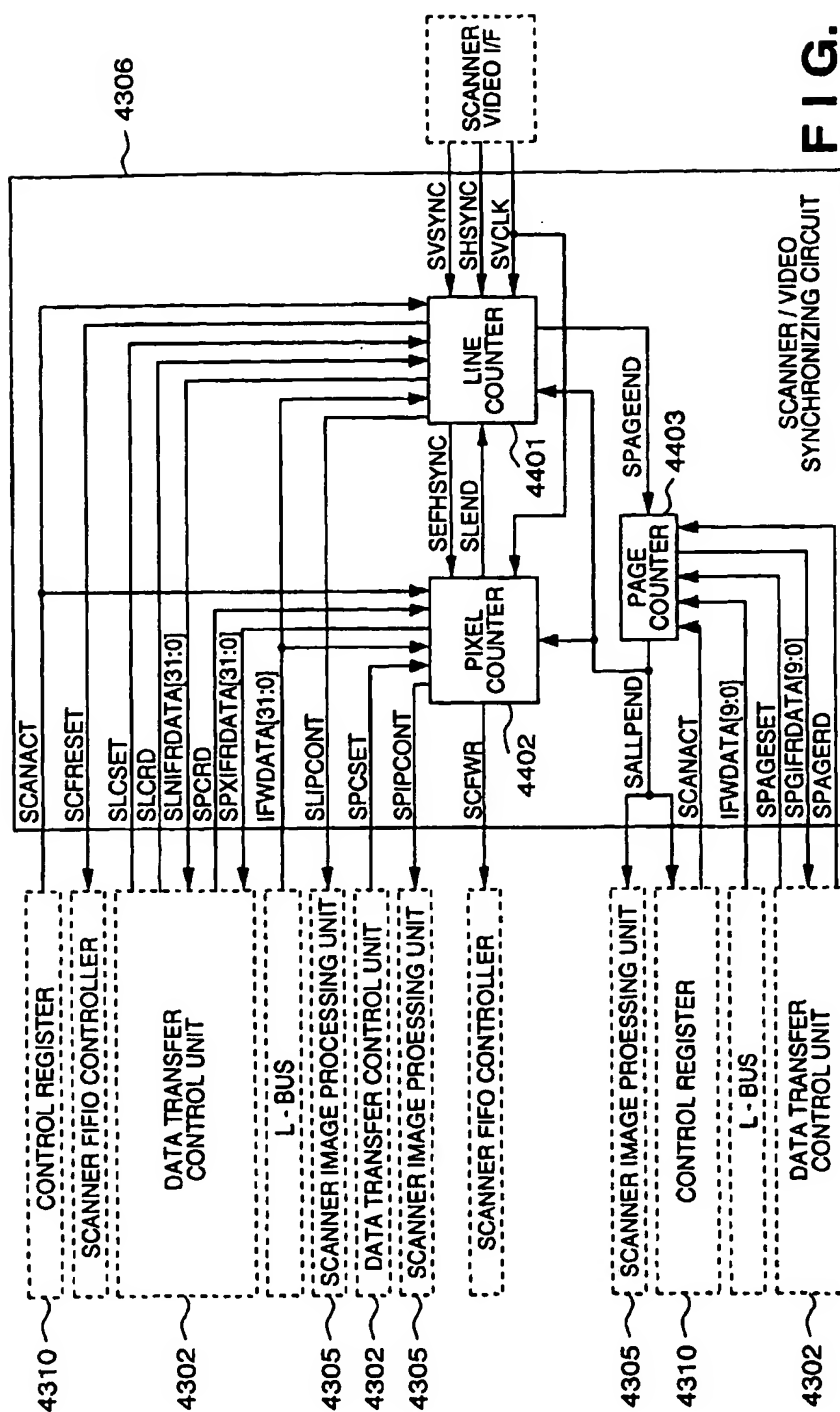 4306
SCANNER
VIDEO I/F
FIG.
SCANNER / VIDEO
SYNCHRONIZING CIRCUIT
SVSYNC
SHSYNC
SVCLK
LINE
COUNTER
4401
SEFHSYNC
SLEND
PIXEL
COUNTER
4402
SPAGEEND
4403
PAGE
COUNTER
SCANACT
SCFRESET
SLCSET
SLCRD
SLNIFRDATA[31:0]
SPCRD
SPXIFRDATA[31:0]
IFWDATA[31:0]
SLIPCONT
SPCSET
SPIPCONT
SCFWR
SALLPEND
SCANACT
IFWDATA[9:0]
SPAGESET
SPGIFRDATA[9:0]
SPAGERD
CONTROL REGISTER
SCANNER FIFIO CONTROLLER
DATA TRANSFER
CONTROL UNIT
L - BUS
SCANNER IMAGE PROCESSING UNIT
DATA TRANSFER CONTROL UNIT
SCANNER IMAGE PROEESSING UNIT
SCANNER FIFO CONTROLLER
SCANNER IMAGE PROEESSING UNIT
CONTROL REGISTER
L - BUS
DATA TRANSFER
CONTROL UNIT
4310
4302
4305
4302
4305
4305
4310
4302